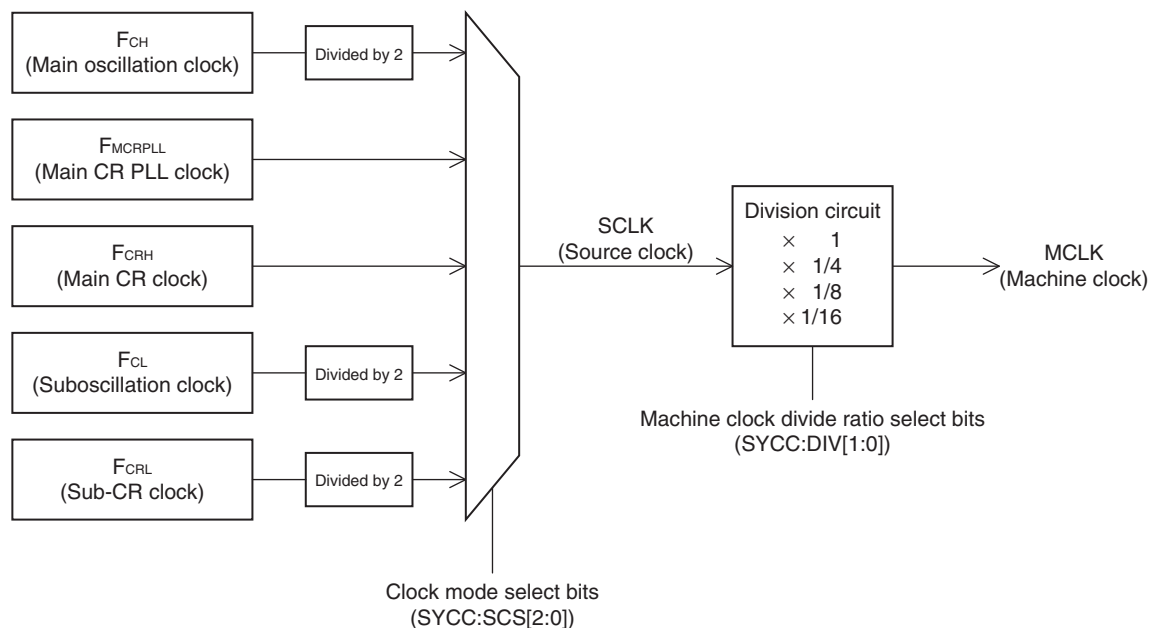 FCH
(Main oscillation clock)
Divided by 2
FMCRPLL
(Main CR PLL clock)
FCRH
(Main CR clock)
FCL
(Suboscillation clock)
Divided by 2
FCRL
(Sub-CR clock)
Divided by 2
Clock mode select bits
(SYCC:SCS[2:0])
SCLK
(Source clock)
Division circuit
× 1
× 1/4
× 1/8
× 1/16
Machine clock divide ratio select bits
(SYCC:DIV[1:0])
MCLK
(Machine clock)